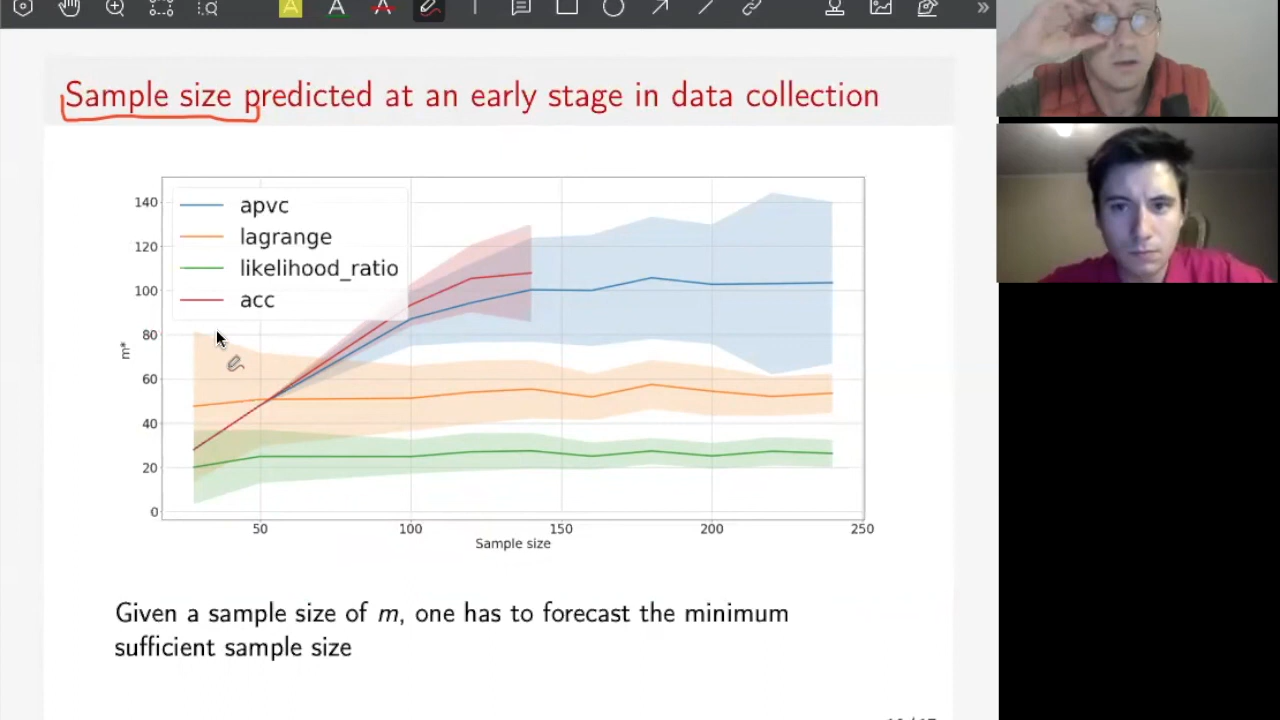 Sample size predicted at an early stage in data collection
apvc
lagrange
likelihood_ratio
acc
140
120
100
80
60
40
20
0
m*
50 100 150 200 250
Sample size
Given a sample size of m, one has to forecast the minimum
sufficient sample size